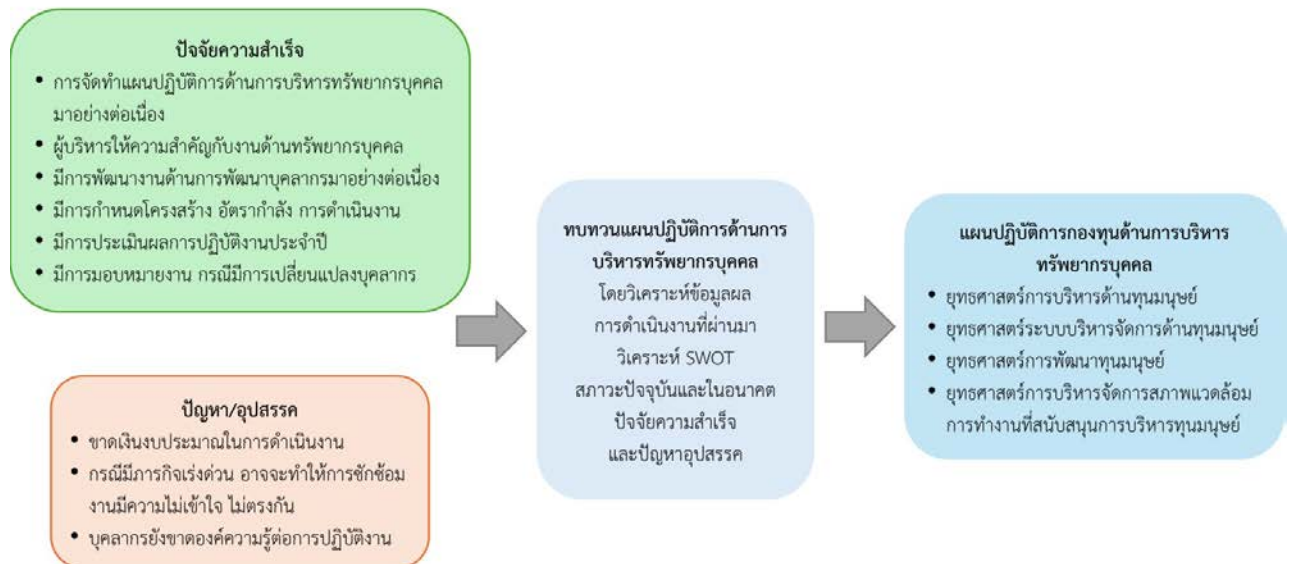 ปัจจัยความสำเร็จ
• การจัดทำแผนปฏิบัติการด้านการบริหารทรัพยากรบุคคล
มาอย่างต่อเนื่อง
• ผู้บริหารให้ความสำคัญกับงานด้านทรัพยากรบุคคล
• มีการพัฒนางานด้านการพัฒนาบุคลากรมาอย่างต่อเนื่อง
• มีการกำหนดโครงสร้าง อัตรากำลัง การดำเนินงาน
• มีการประเมินผลการปฏิบัติงานประจำปี
• มีการมอบหมายงาน กรณีมีการเปลี่ยนแปลงบุคลากร
ปัญหา/อุปสรรค
• ขาดเงินงบประมาณในการดำเนินงาน
• กรณีมีภารกิจเร่งด่วน อาจจะทำให้การซักซ้อม
งานมีความไม่เข้าใจ ไม่ตรงกัน
• บุคลากรยังขาดองค์ความรู้ต่อการปฏิบัติงาน
ทบทวนแผนปฏิบัติการด้านการ
บริหารทรัพยากรบุคคล
โดยวิเคราะห์ข้อมูลผล
การดำเนินงานที่ผ่านมา
วิเคราะห์ SWOT
สภาวะปัจจุบันและในอนาคต
ปัจจัยความสำเร็จ
และปัญหาอุปสรรค
แผนปฏิบัติการกองทุนด้านการบริหาร
ทรัพยากรบุคคล
• ยุทธศาสตร์การบริหารด้านทุนมนุษย์
• ยุทธศาสตร์ระบบบริหารจัดการด้านทุนมนุษย์
• ยุทธศาสตร์การพัฒนาทุนมนุษย์
• ยุทธศาสตร์การบริหารจัดการสภาพแวดล้อม
การทำงานที่สนับสนุนการบริหารทุนมนุษย์